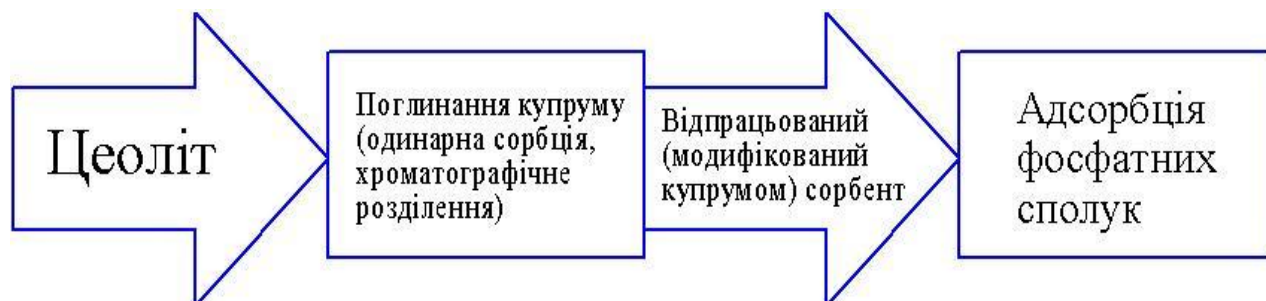 Цеоліт
Поглинання купруму
(одинарна сорбція,
хроматографічне
розділення)
Відпрацьований
(модифікований
купрумом) сорбент
Адсорбція
фосфатних
сполук